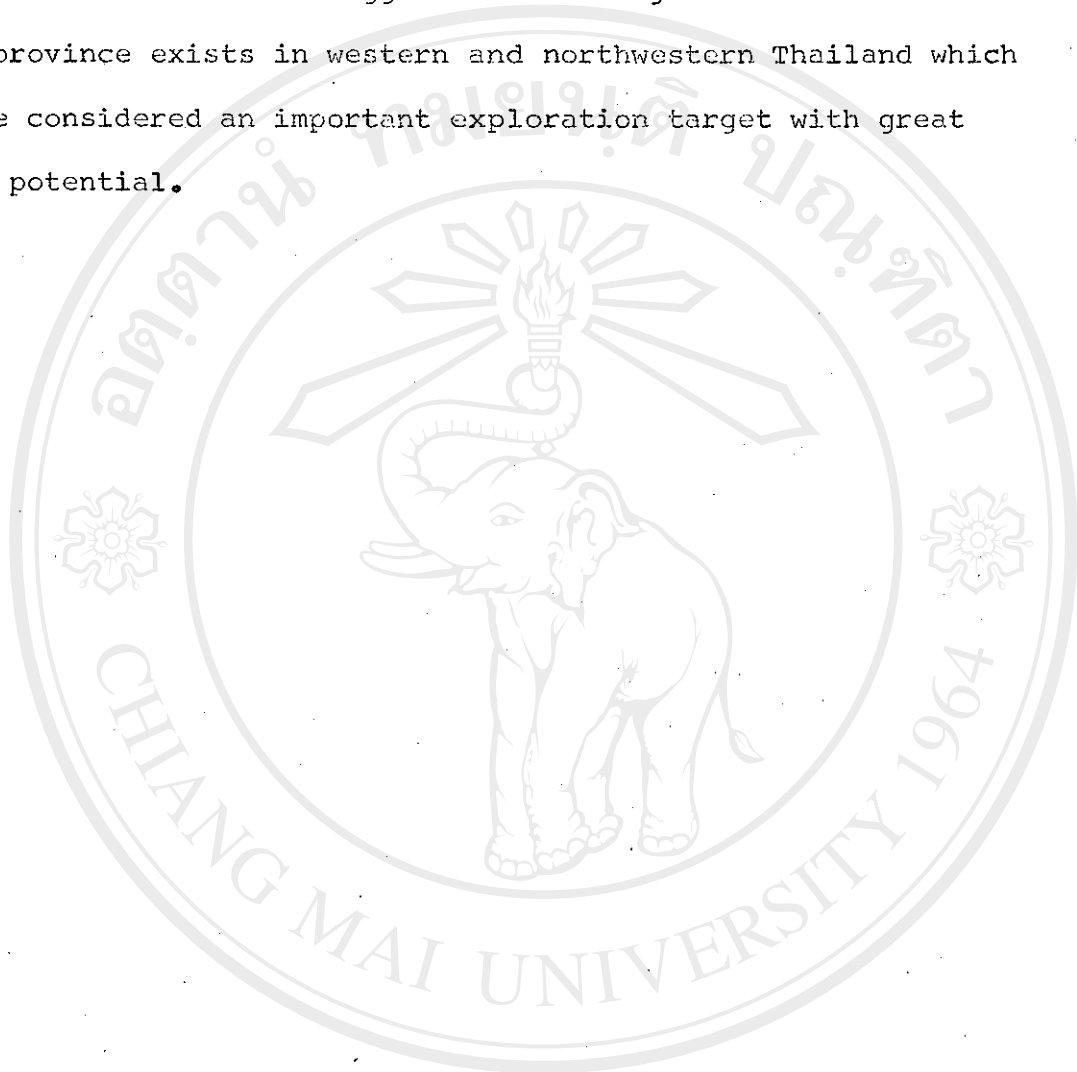 province exists in western and northwestern Thailand which
e considered an important exploration target with great
potential.
CHIANG MAI UNIVERSITY 1964